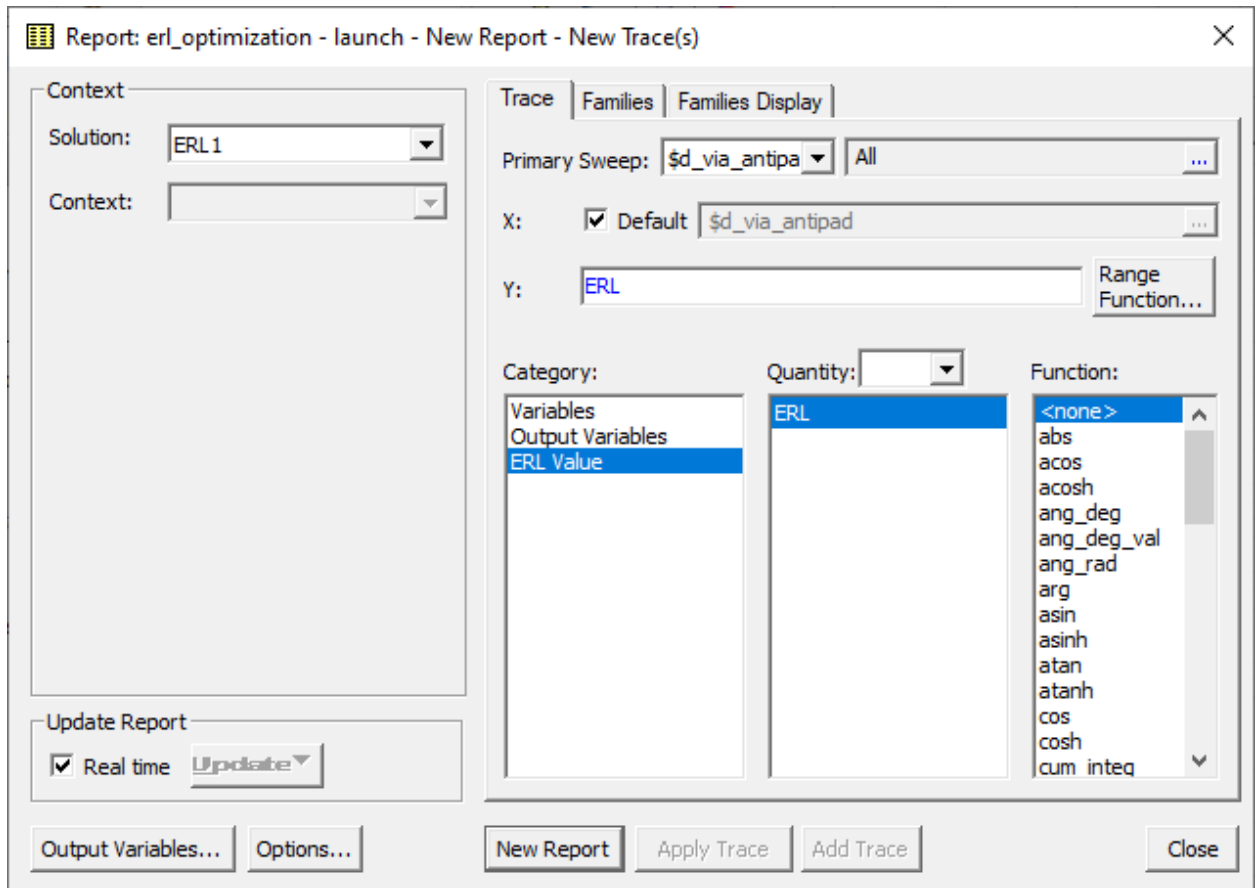 Report: erl_optimization - launch - New Report - New Trace(s)
Context
Solution:
ERL1
Context:
Update Report
Real time
Update
Output Variables...
Options...
Trace
Families
Families Display
Primary Sweep:
$d_via_antipa
All
...
X:
Default
$d_via_antipad
...
Y:
ERL
Range
Function...
Category:
Variables
Output Variables
ERL Value
Quantity:
ERL
Function:
<none>
abs
acos
acosh
ang_deg
ang_deg_val
ang_rad
arg
asin
asinh
atan
atanh
cos
cosh
cum_integ
New Report
Apply Trace
Add Trace
Close